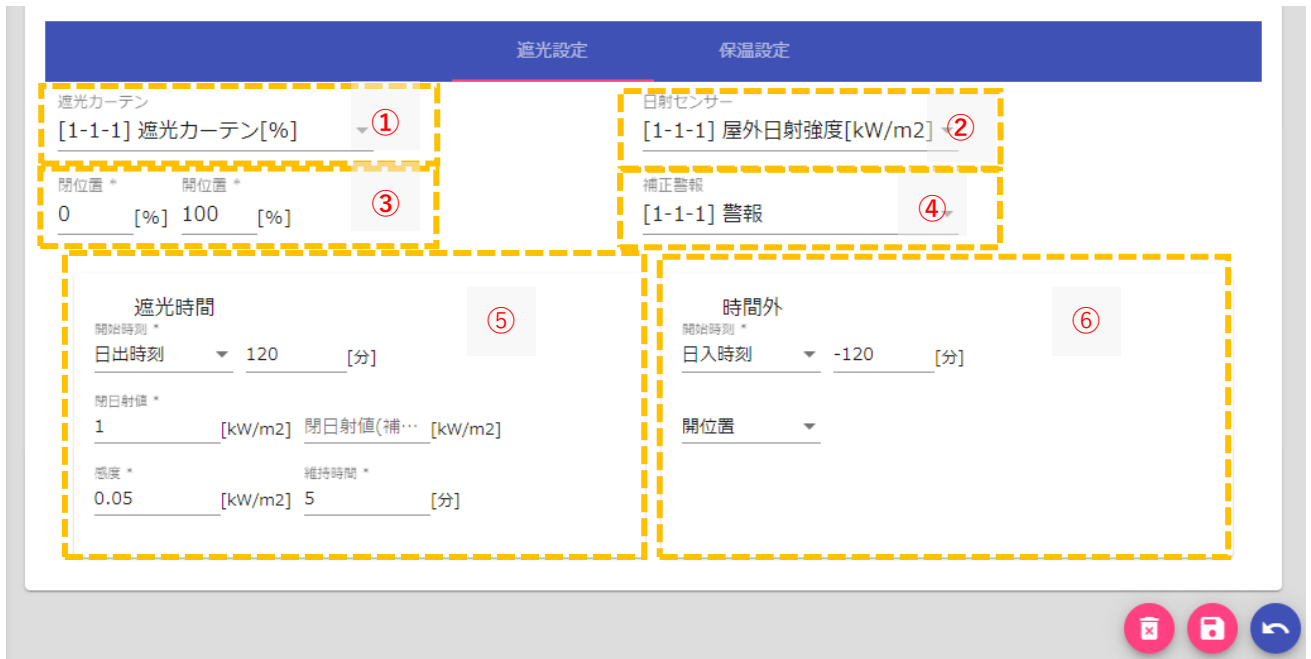 遮光設定 保温設定
遮光カーテン
[1-1-1] 遮光カーテン[%] ①
日射センサー
[1-1-1] 屋外日射強度[kW/m2] ②
閉位置 * 開位置 *
0 [%] 100 [%] ③
補正警報
[1-1-1] 警報 ④
遮光時間 ⑤
開始時刻 *
日出時刻 120 [分]
閉日射値 *
1 [kW/m2] 閉日射値(補… [kW/m2]
感度 * 維持時間 *
0.05 [kW/m2] 5 [分]
時間外 ⑥
開始時刻 *
日入時刻 -120 [分]
開位置